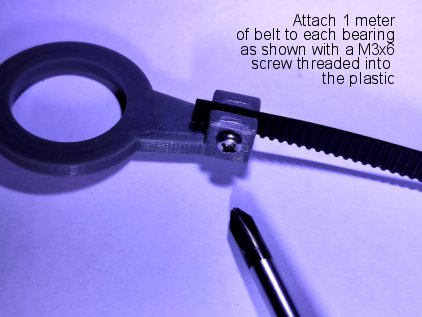 Attach 1 meter
of belt to each bearing
as shown with a M3x6
screw threaded into
the plastic